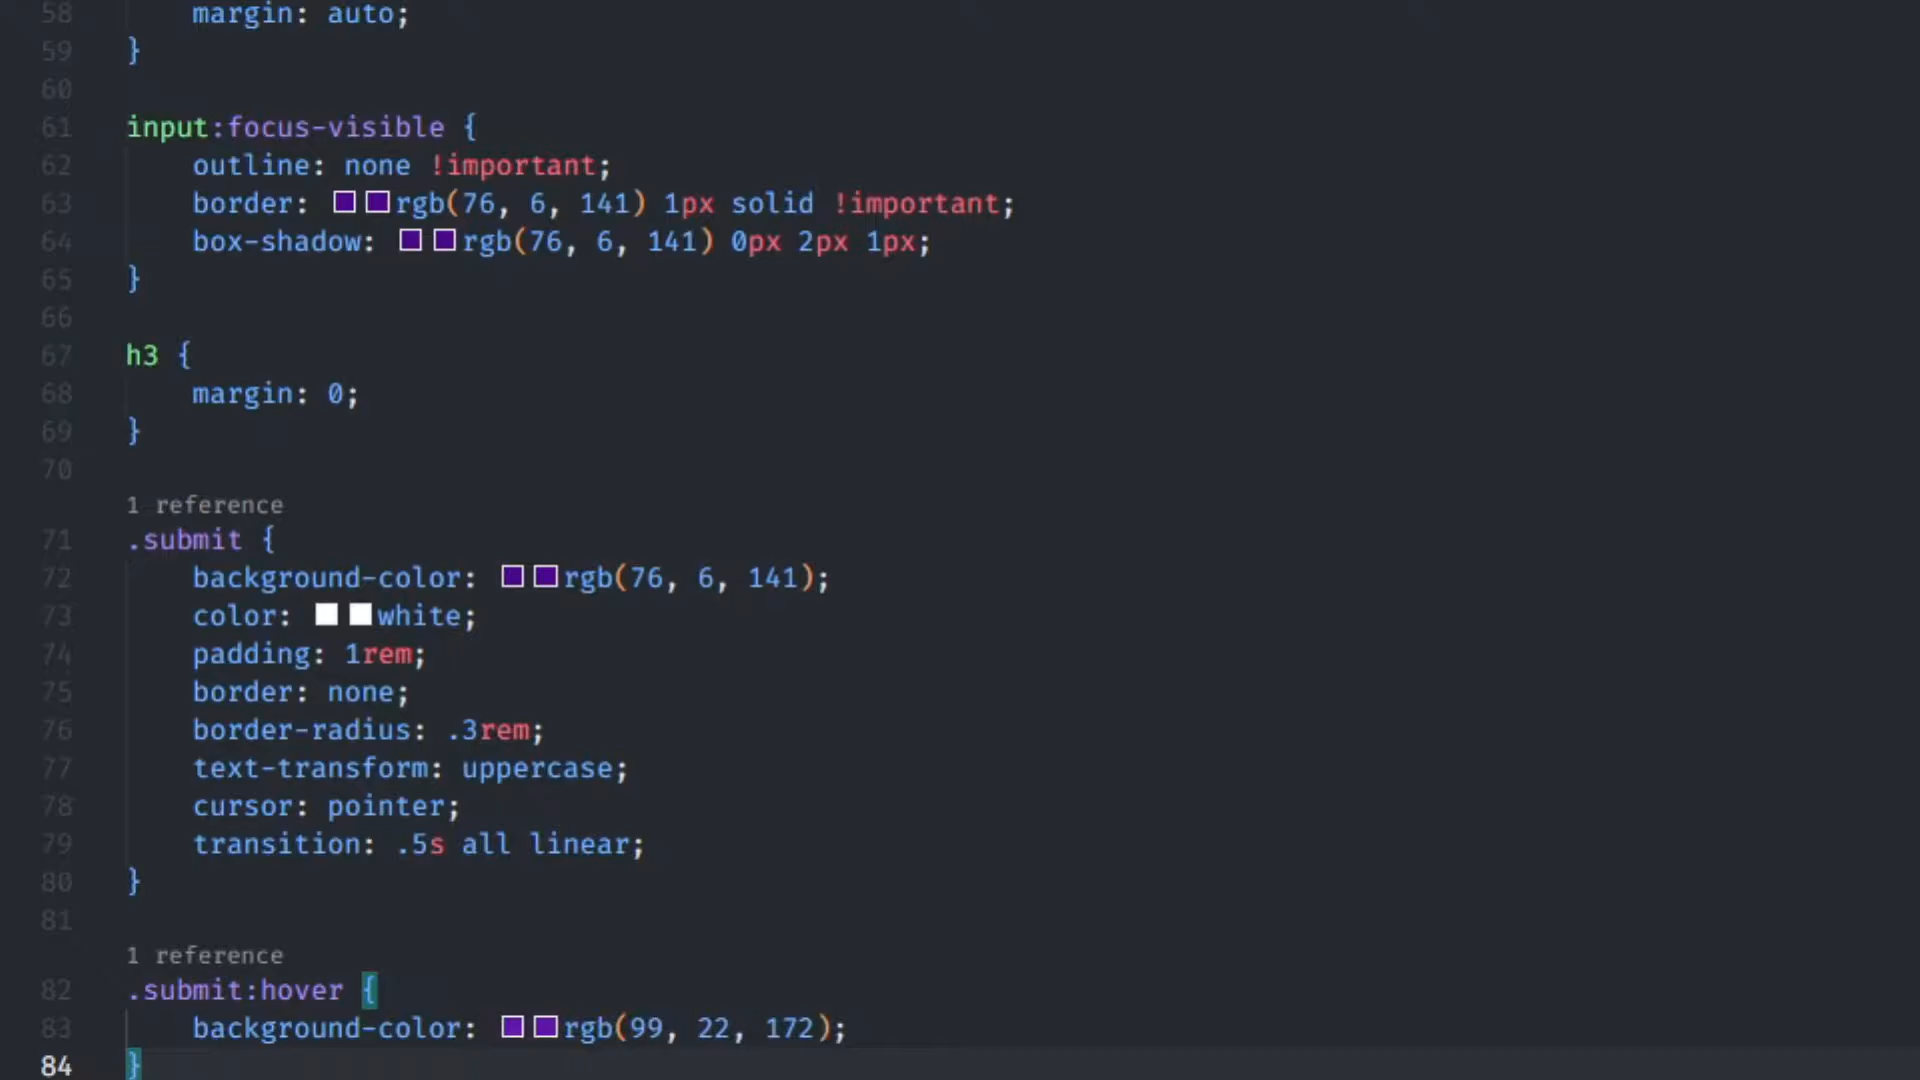 58 margin: auto;
59 }
60
61 input:focus-visible {
62 outline: none !important;
63 border: rgb(76, 6, 141) 1px solid !important;
64 box-shadow: rgb(76, 6, 141) 0px 2px 1px;
65 }
66
67 h3 {
68 margin: 0;
69 }
70
1 reference
71 .submit {
72 background-color: rgb(76, 6, 141);
73 color: white;
74 padding: 1rem;
75 border: none;
76 border-radius: .3rem;
77 text-transform: uppercase;
78 cursor: pointer;
79 transition: .5s all linear;
80 }
81
1 reference
82 .submit:hover {
83 background-color: rgb(99, 22, 172);
84 }